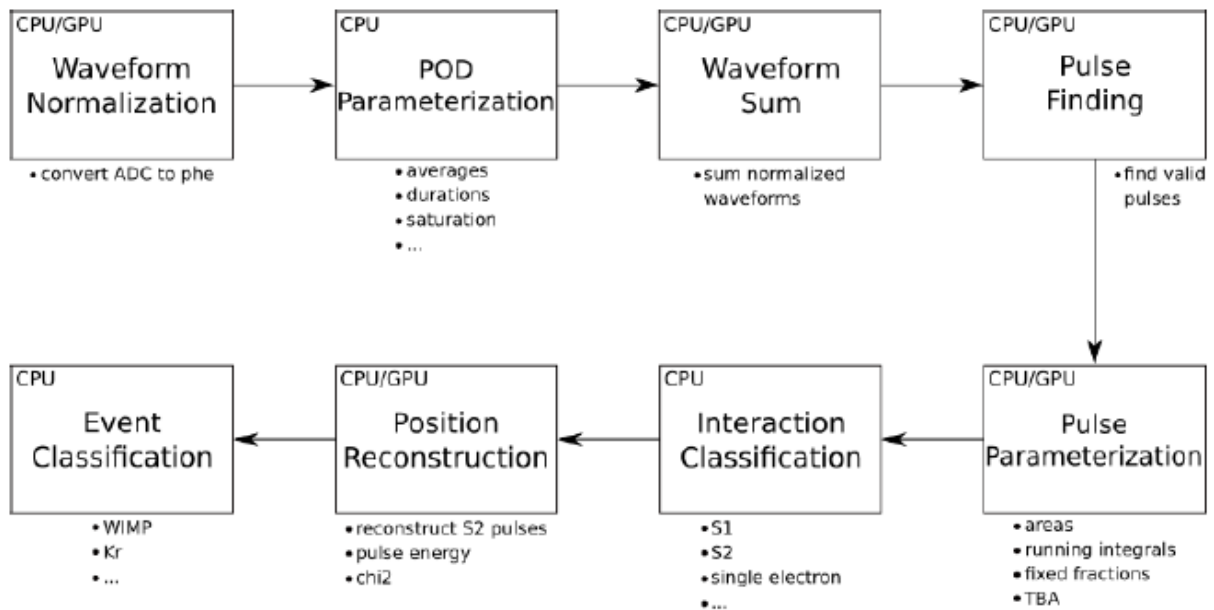 CPU/GPU
Waveform
Normalization
• convert ADC to phe
CPU
POD
Parameterization
• averages
• durations
• saturation
• ...
CPU/GPU
Waveform
Sum
• sum normalized
waveforms
CPU/GPU
Pulse
Finding
• find valid
pulses
CPU/GPU
Pulse
Parameterization
• areas
• running integrals
• fixed fractions
• TBA
CPU
Interaction
Classification
• S1
• S2
• single electron
• ...
CPU/GPU
Position
Reconstruction
• reconstruct S2 pulses
• pulse energy
• chi2
CPU
Event
Classification
• WIMP
• Kr
• ...